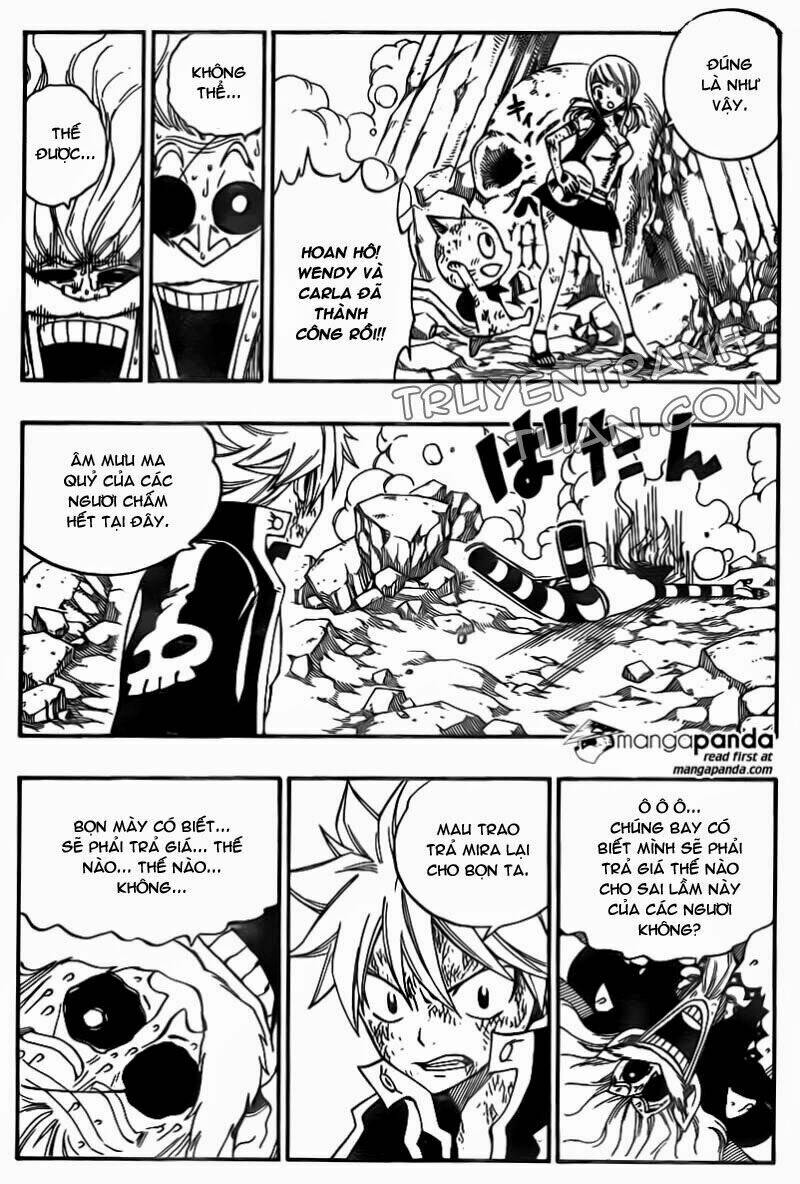 ĐÚNG
LÀ NHƯ
VẬY.
HOAN HÔ!
WENDY VÀ
CARLA ĐÃ
THÀNH
CÔNG RỒI!!
KHÔNG
THỂ...
THẾ
ĐƯỢC...
TRUYENTRANH
TUAN.COM
ばたん
ÂM MƯU MA
QUỶ CỦA CÁC
NGƯƠI CHẤM
HẾT TẠI ĐÂY.
mangapanda
read first at
mangapanda.com
Ô Ô Ô...
CHÚNG BAY CÓ
BIẾT MÌNH SẼ PHẢI
TRẢ GIÁ THẾ NÀO
CHO SAI LẦM NÀY
CỦA CÁC NGƯƠI
KHÔNG?
MAU TRAO
TRẢ MIRA LẠI
CHO BỌN TA.
BỌN MÀY CÓ BIẾT...
SẼ PHẢI TRẢ GIÁ... THẾ
NÀO... THẾ NÀO...
KHÔNG...